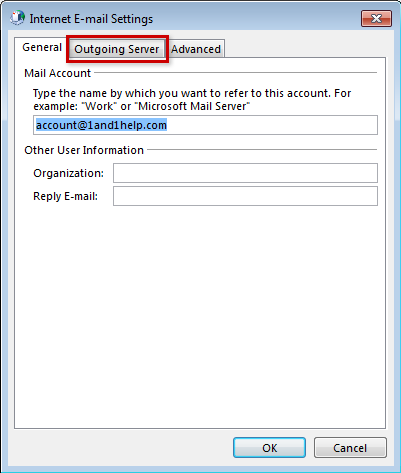 Internet E-mail Settings
General
Outgoing Server
Advanced
Mail Account
Type the name by which you want to refer to this account. For
example: "Work" or "Microsoft Mail Server"
account@1and1help.com
Other User Information
Organization:
Reply E-mail:
OK
Cancel